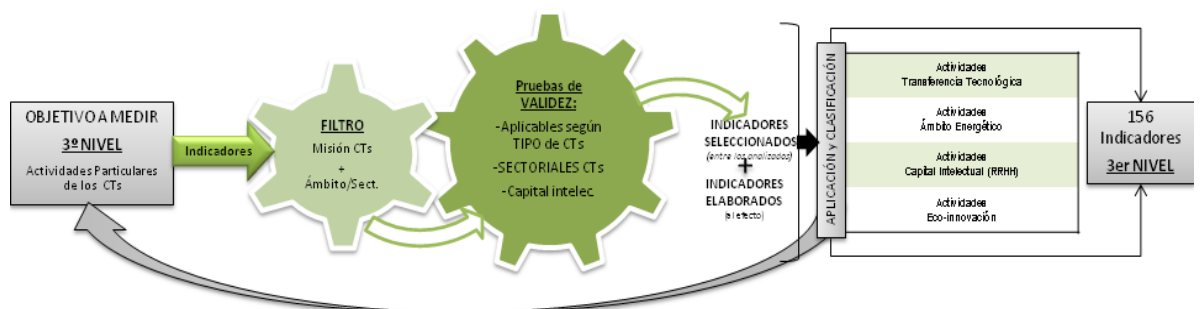 OBJETIVO A MEDIR
3º NIVEL
Actividades Particulares
de los CTs
Indicadores
FILTRO
Misión CTs
+
Ámbito/Sect.
Pruebas de
VALIDEZ:
-Aplicables según
TIPO de CTs
-SECTORIALES CTs
- Capital intelec.
INDICADORES
SELECCIONADOS
(entre los analizados)
+
INDICADORES
ELABORADOS
(al efecto)
APLICACIÓN y CLASIFICACIÓN
Actividades
Transferencia Tecnológica
Actividades
Ámbito Energético
Actividades
Capital Intelectual (RRHH)
Actividades
Eco-innovación
156
Indicadores
3er NIVEL